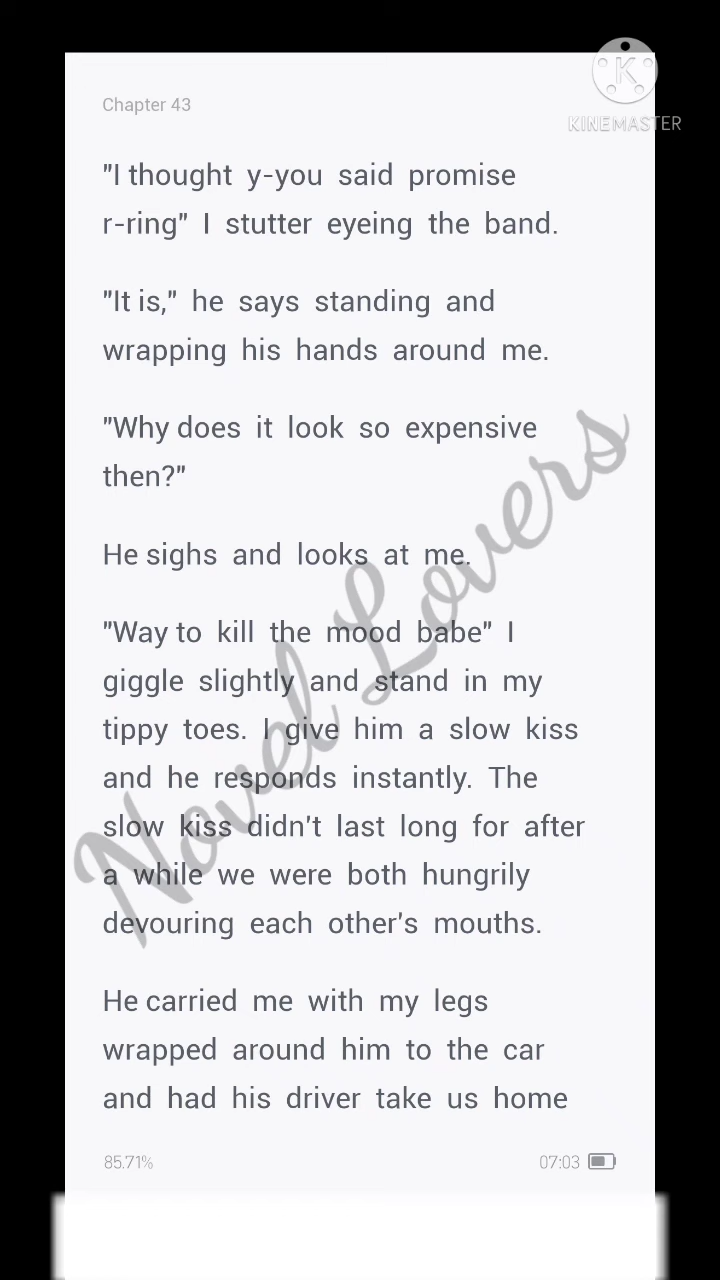 K
KINEMASTER
Chapter 43
"I thought y-you said promise
r-ring" I stutter eyeing the band.
"It is," he says standing and
wrapping his hands around me.
"Why does it look so expensive
then?"
He sighs and looks at me.
"Way to kill the mood babe" I
giggle slightly and stand in my
tippy toes. I give him a slow kiss
and he responds instantly. The
slow kiss didn't last long for after
a while we were both hungrily
devouring each other's mouths.
He carried me with my legs
wrapped around him to the car
and had his driver take us home
Novel Lovers
85.71%
07:03